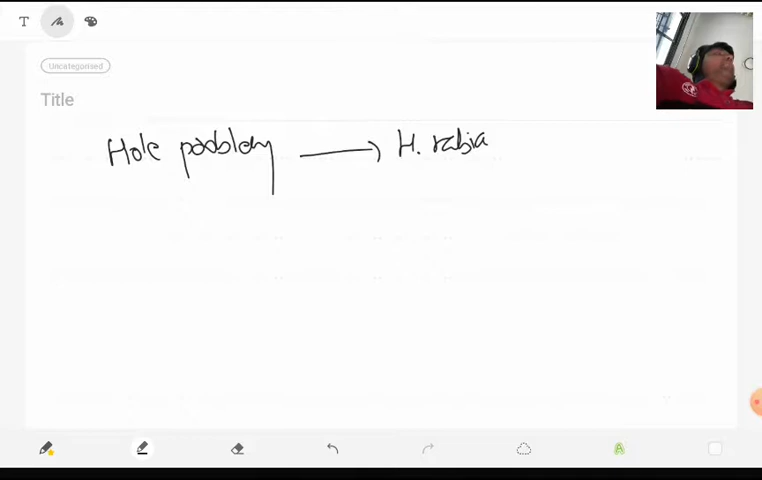 T
Uncategorised
Title
Hole problem → H. rabia
A